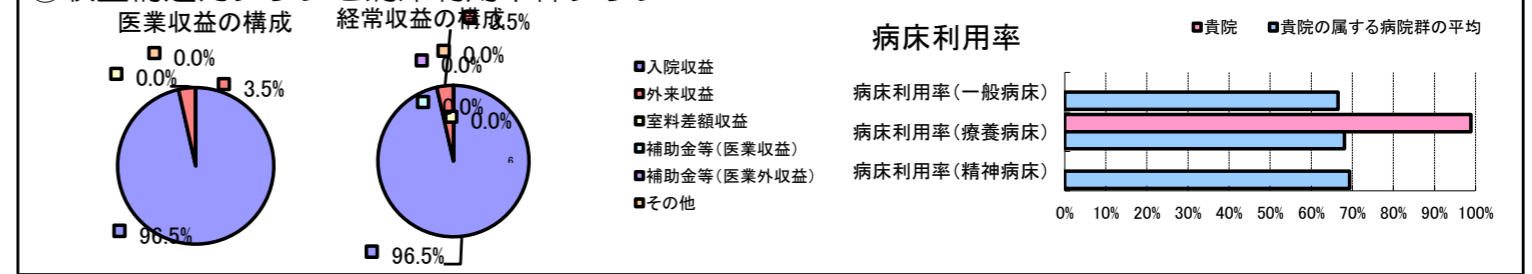 医業収益の構成
0.0%
0.0%
3.5%
96.5%
経常収益の構成
3.5%
0.0%
0.0%
0.0%
0.0%
6
96.5%
入院収益
外来収益
室料差額収益
補助金等(医業収益)
補助金等(医業外収益)
その他
病床利用率
貴院
貴院の属する病院群の平均
病床利用率(一般病床)
病床利用率(療養病床)
病床利用率(精神病床)
0% 10% 20% 30% 40% 50% 60% 70% 80% 90% 100%